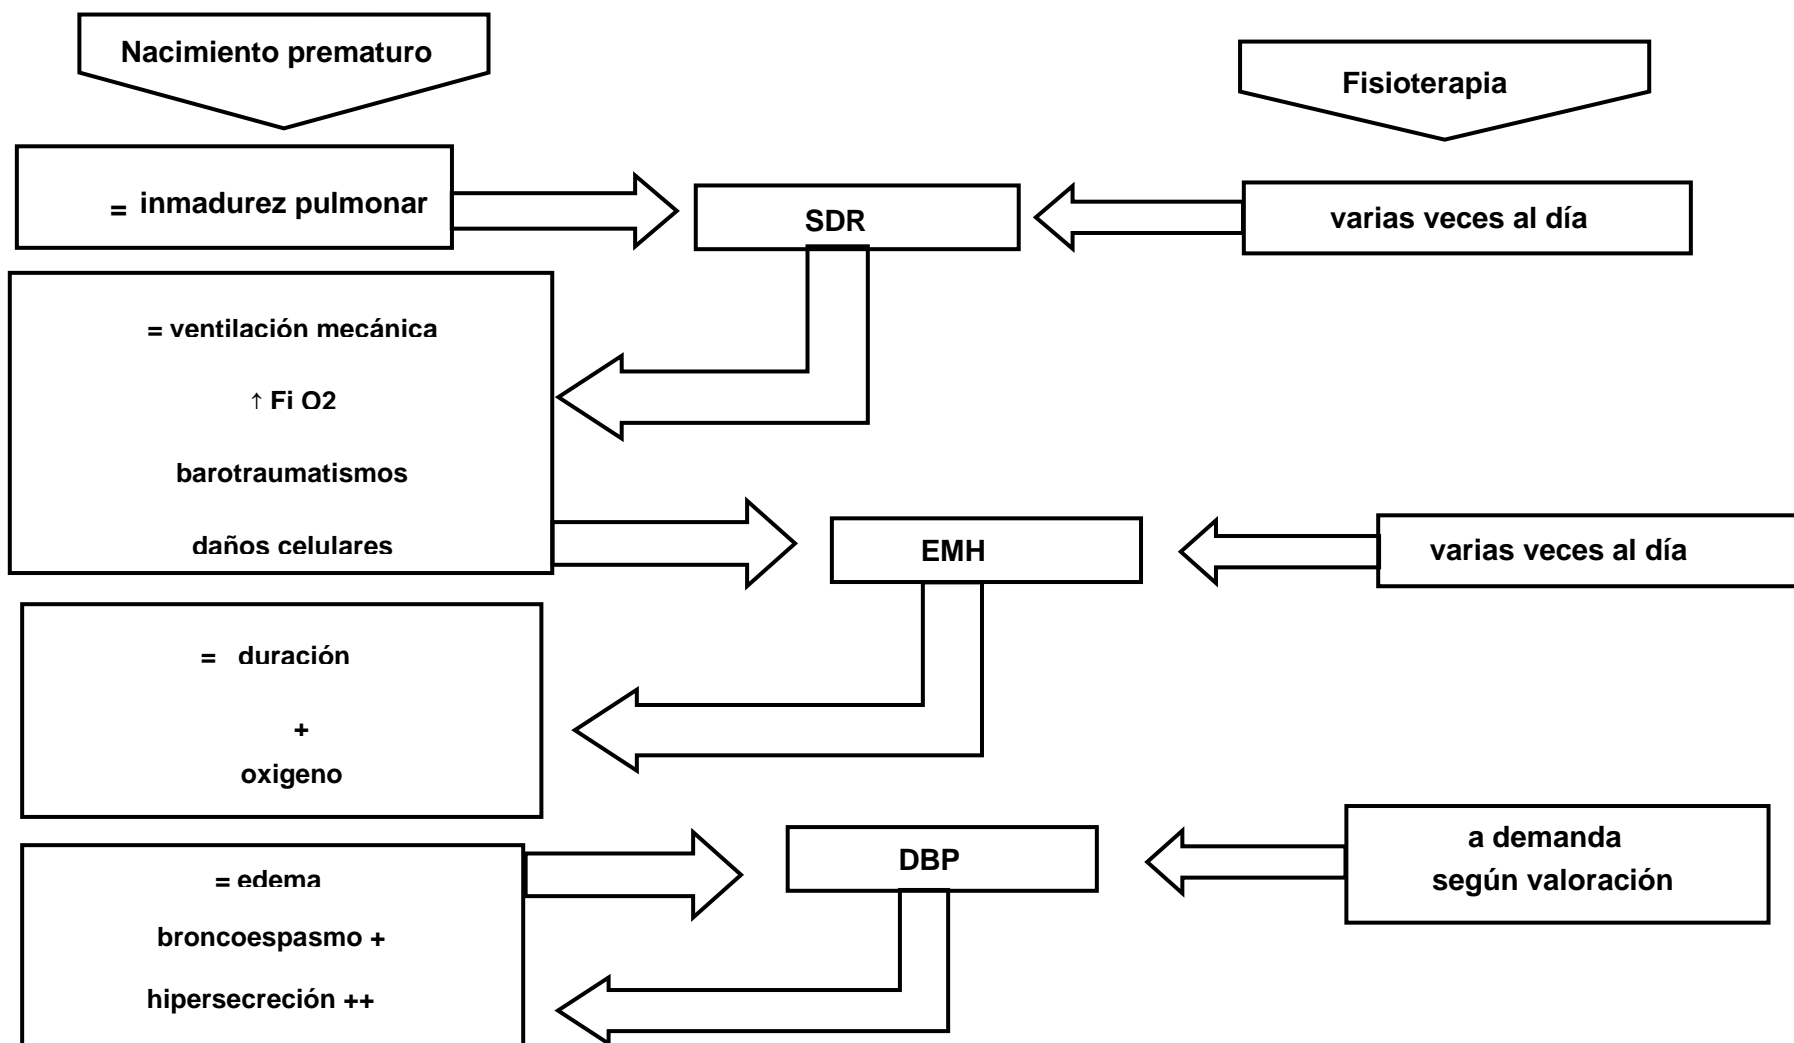 Nacimiento prematuro
Fisioterapia
= inmadurez pulmonar
SDR
varias veces al día
= ventilación mecánica
↑ Fi O2
barotraumatismos
daños celulares
EMH
varias veces al día
= duración
+
oxigeno
DBP
a demanda
según valoración
= edema
broncoespasmo +
hipersecreción ++